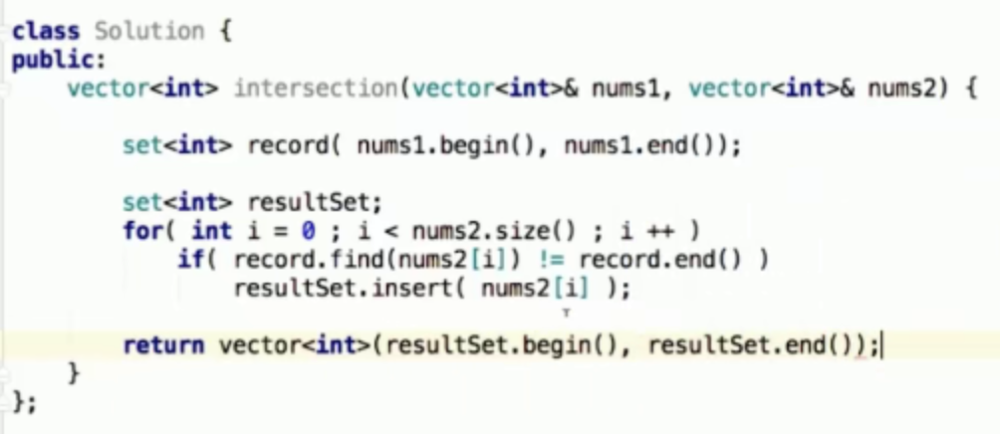 class Solution {
public:
    vector<int> intersection(vector<int>& nums1, vector<int>& nums2) {
        set<int> record( nums1.begin(), nums1.end());
        set<int> resultSet;
        for( int i = 0 ; i < nums2.size() ; i ++ )
            if( record.find(nums2[i]) != record.end() )
                resultSet.insert( nums2[i] );
        return vector<int>(resultSet.begin(), resultSet.end());
    }
};